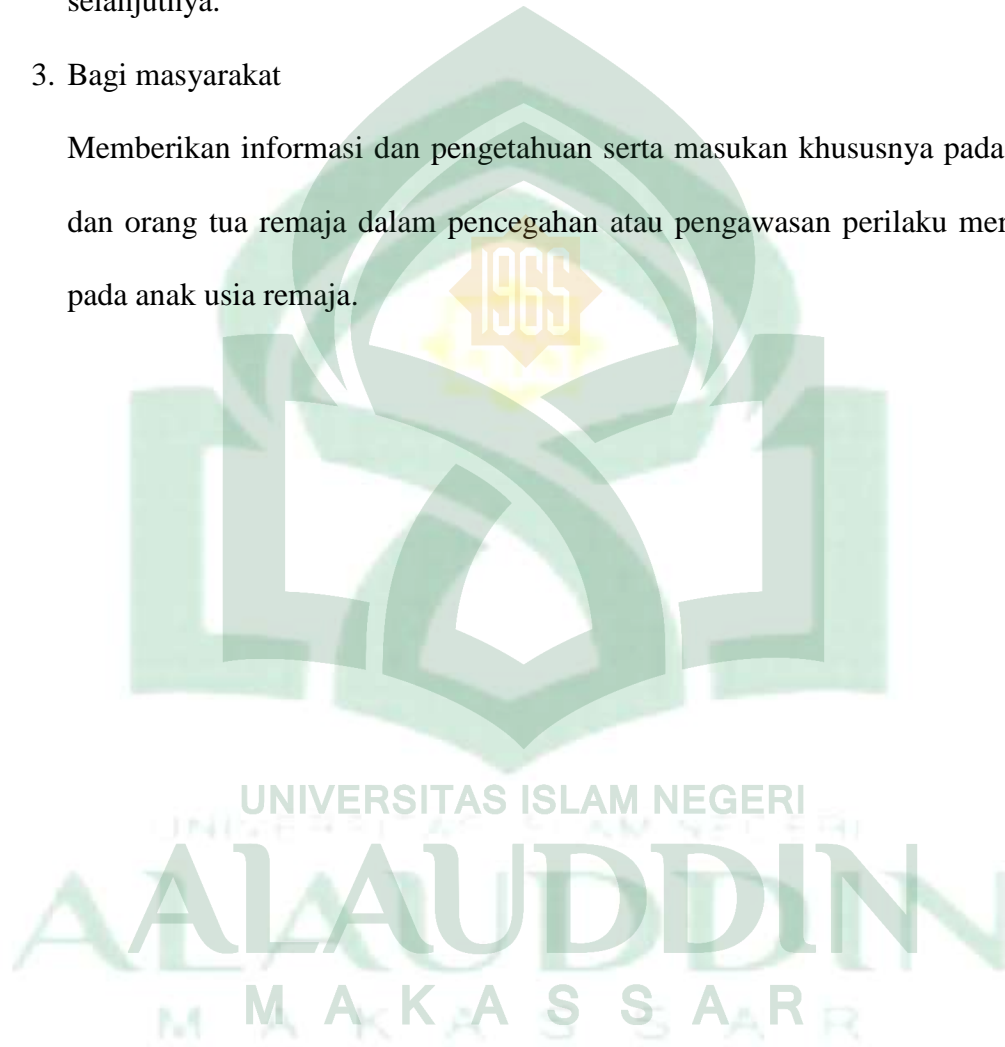 selanjutnya.
3. Bagi masyarakat
Memberikan informasi dan pengetahuan serta masukan khususnya pada
dan orang tua remaja dalam pencegahan atau pengawasan perilaku
pada anak usia remaja.
1965
UNIVERSITAS ISLAM NEGERI
ALAUDDIN
MAKASSAR